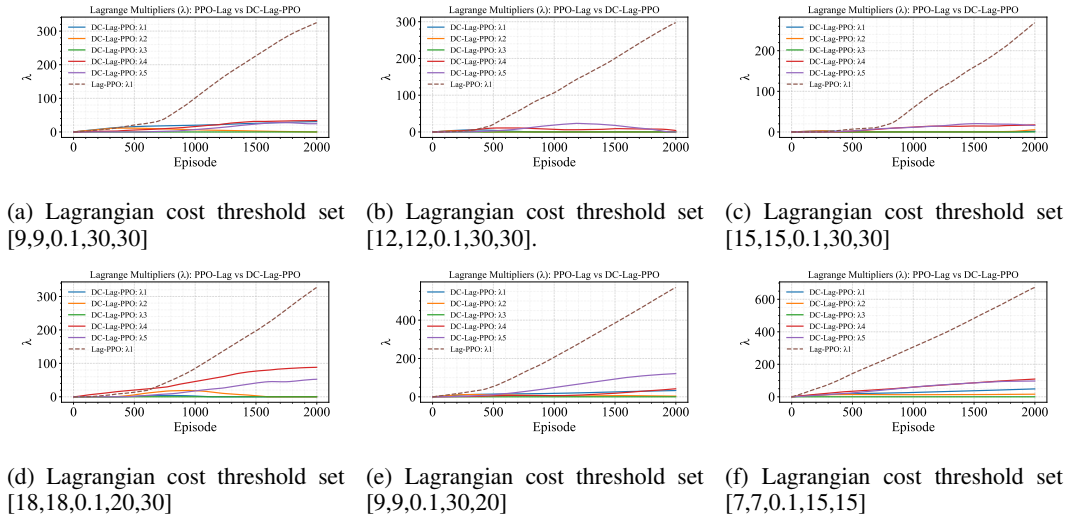 Lagrange Multipliers (λ): PPO-Lag vs DC-Lag-PPO
300
200
100
0
λ
DC-Lag-PPO: λ1
DC-Lag-PPO: λ2
DC-Lag-PPO: λ3
DC-Lag-PPO: λ4
DC-Lag-PPO: λ5
Lag-PPO: λ1
0 500 1000 1500 2000
Episode
(a) Lagrangian cost threshold set
[9,9,0.1,30,30]
Lagrange Multipliers (λ): PPO-Lag vs DC-Lag-PPO
300
200
100
0
λ
DC-Lag-PPO: λ1
DC-Lag-PPO: λ2
DC-Lag-PPO: λ3
DC-Lag-PPO: λ4
DC-Lag-PPO: λ5
Lag-PPO: λ1
0 500 1000 1500 2000
Episode
(b) Lagrangian cost threshold set
[12,12,0.1,30,30].
Lagrange Multipliers (λ): PPO-Lag vs DC-Lag-PPO
200
100
0
λ
DC-Lag-PPO: λ1
DC-Lag-PPO: λ2
DC-Lag-PPO: λ3
DC-Lag-PPO: λ4
DC-Lag-PPO: λ5
Lag-PPO: λ1
0 500 1000 1500 2000
Episode
(c) Lagrangian cost threshold set
[15,15,0.1,30,30]
Lagrange Multipliers (λ): PPO-Lag vs DC-Lag-PPO
300
200
100
0
λ
DC-Lag-PPO: λ1
DC-Lag-PPO: λ2
DC-Lag-PPO: λ3
DC-Lag-PPO: λ4
DC-Lag-PPO: λ5
Lag-PPO: λ1
0 500 1000 1500 2000
Episode
(d) Lagrangian cost threshold set
[18,18,0.1,20,30]
Lagrange Multipliers (λ): PPO-Lag vs DC-Lag-PPO
400
200
0
λ
DC-Lag-PPO: λ1
DC-Lag-PPO: λ2
DC-Lag-PPO: λ3
DC-Lag-PPO: λ4
DC-Lag-PPO: λ5
Lag-PPO: λ1
0 500 1000 1500 2000
Episode
(e) Lagrangian cost threshold set
[9,9,0.1,30,20]
Lagrange Multipliers (λ): PPO-Lag vs DC-Lag-PPO
600
400
200
0
λ
DC-Lag-PPO: λ1
DC-Lag-PPO: λ2
DC-Lag-PPO: λ3
DC-Lag-PPO: λ4
DC-Lag-PPO: λ5
Lag-PPO: λ1
0 500 1000 1500 2000
Episode
(f) Lagrangian cost threshold set
[7,7,0.1,15,15]